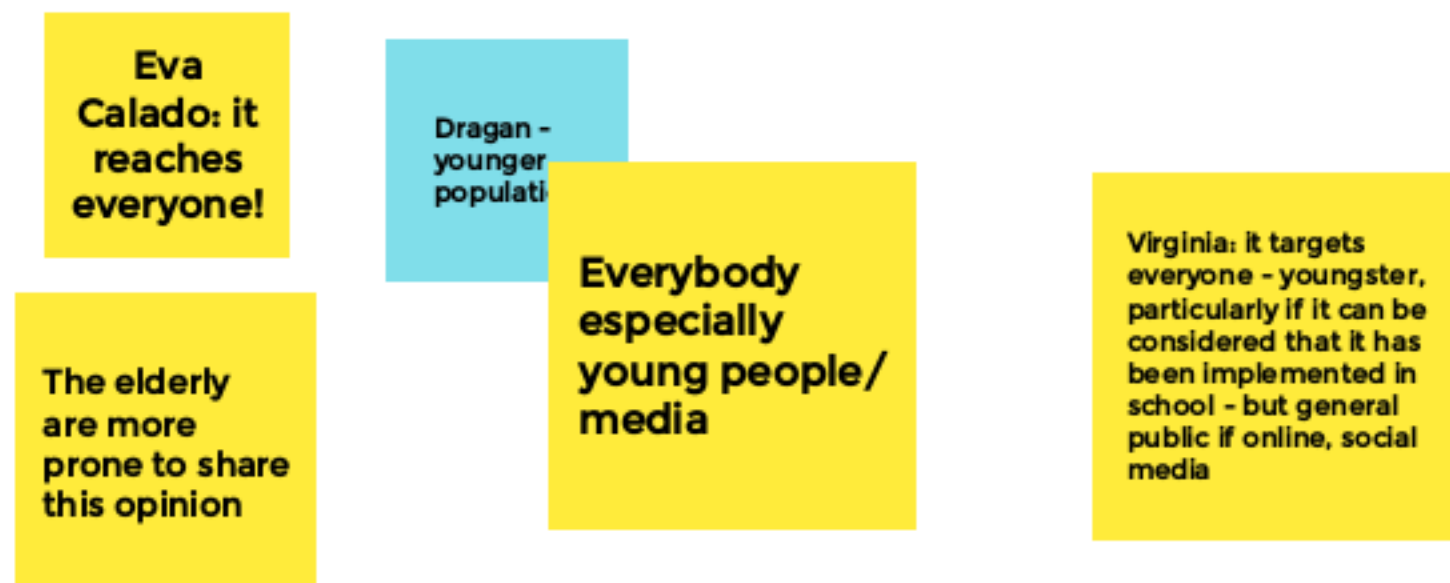 Eva
Calado: it
reaches
everyone!
Dragan -
younger
populati
Everybody
especially
young people/
media
Virginia: it targets
everyone - youngster,
particularly if it can be
considered that it has
been implemented in
school - but general
public if online, social
media
The elderly
are more
prone to share
this opinion